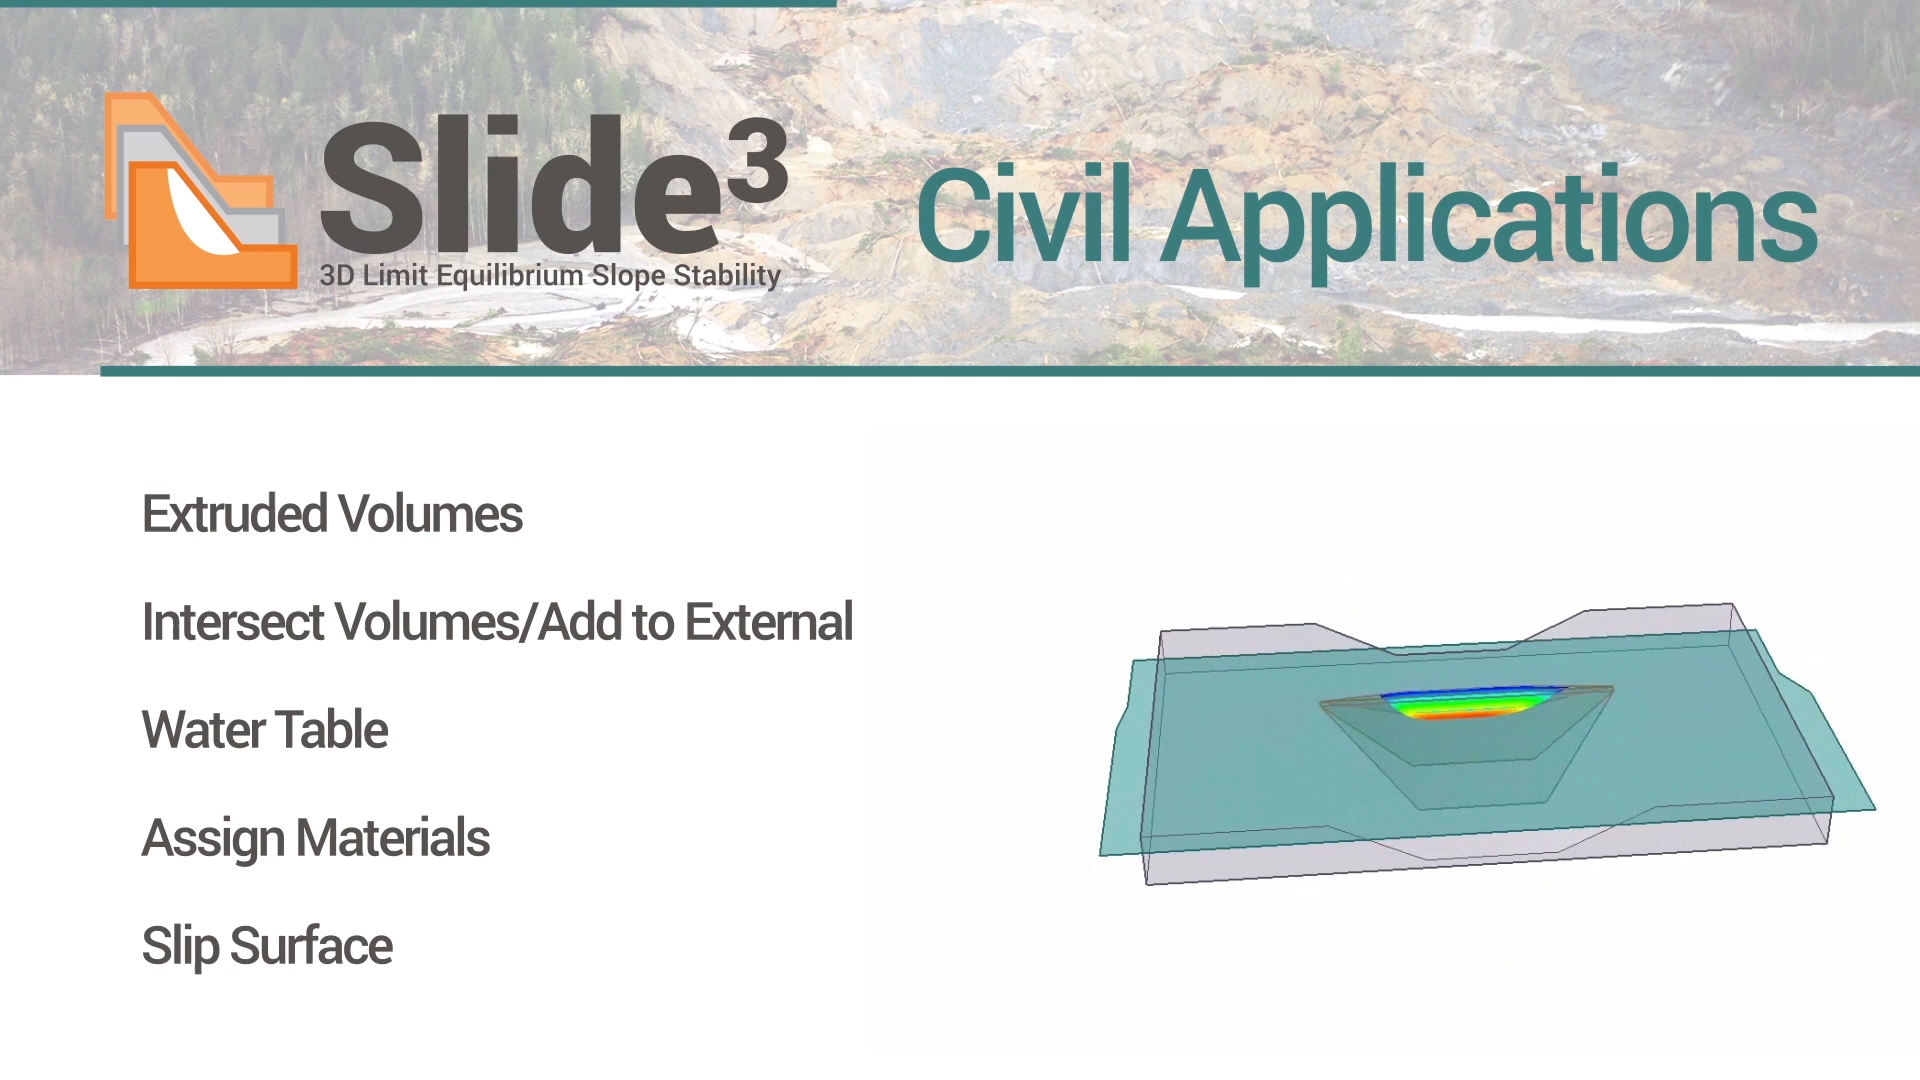 Slide³
3D Limit Equilibrium Slope Stability
Civil Applications
Extruded Volumes
Intersect Volumes/Add to External
Water Table
Assign Materials
Slip Surface